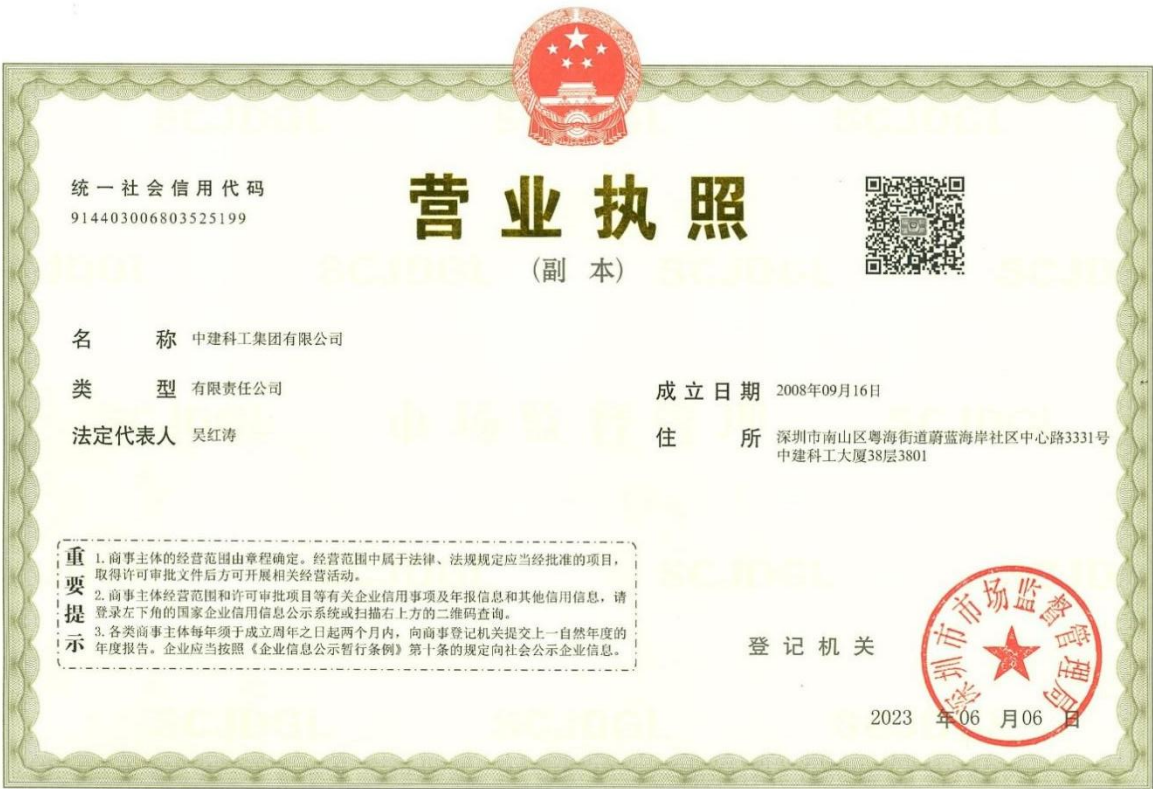 统一社会信用代码
914403006803525199
营业执照
(副 本)
名 称 中建科工集团有限公司
类 型 有限责任公司
法定代表人 吴红涛
成立日期 2008年09月16日
住 所 深圳市南山区粤海街道蔚蓝海岸社区中心路3331号
中建科工大厦38层3801
重要提示
1.商事主体的经营范围由章程确定。经营范围中属于法律、法规规定应当经批准的项目，
取得许可审批文件后方可开展相关经营活动。
2.商事主体经营范围和许可审批项目等有关企业信用事项及年报信息和其他信用信息，请
登录左下角的国家企业信用信息公示系统或扫描右上方的二维码查询。
3.各类商事主体每年须于成立周年之日起两个月内，向商事登记机关提交上一自然年度的
年度报告。企业应当按照《企业信息公示暂行条例》第十条的规定向社会公示企业信息。
登记机关
深圳市市场监督管理局
2023 年06 月06 日
SCJDGL